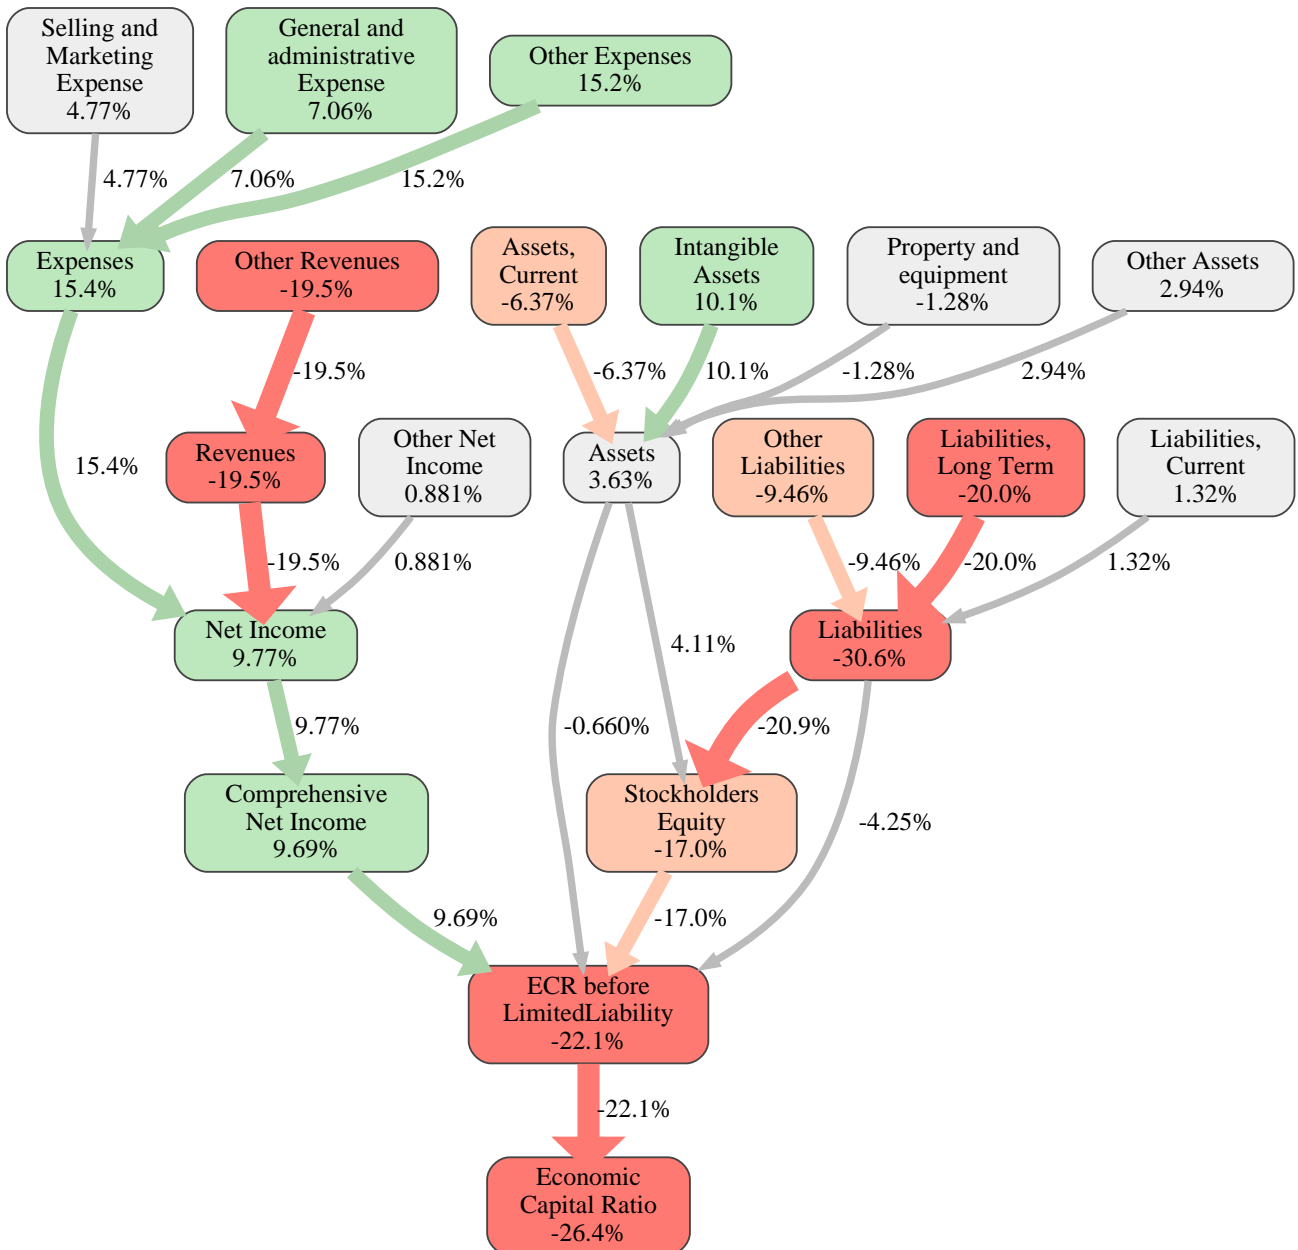 Selling and
Marketing
Expense
4.77%
General and
administrative
Expense
7.06%
Other Expenses
15.2%
4.77%
7.06%
15.2%
Expenses
15.4%
Other Revenues
-19.5%
Assets,
Current
-6.37%
Intangible
Assets
10.1%
Property and
equipment
-1.28%
Other Assets
2.94%
-19.5%
-6.37%
10.1%
-1.28%
2.94%
15.4%
Revenues
-19.5%
Other Net
Income
0.881%
Assets
3.63%
Other
Liabilities
-9.46%
Liabilities,
Long Term
-20.0%
Liabilities,
Current
1.32%
-19.5%
0.881%
-9.46%
-20.0%
1.32%
Net Income
9.77%
4.11%
Liabilities
-30.6%
9.77%
-0.660%
-20.9%
Comprehensive
Net Income
9.69%
Stockholders
Equity
-17.0%
-4.25%
9.69%
-17.0%
ECR before
LimitedLiability
-22.1%
-22.1%
Economic
Capital Ratio
-26.4%